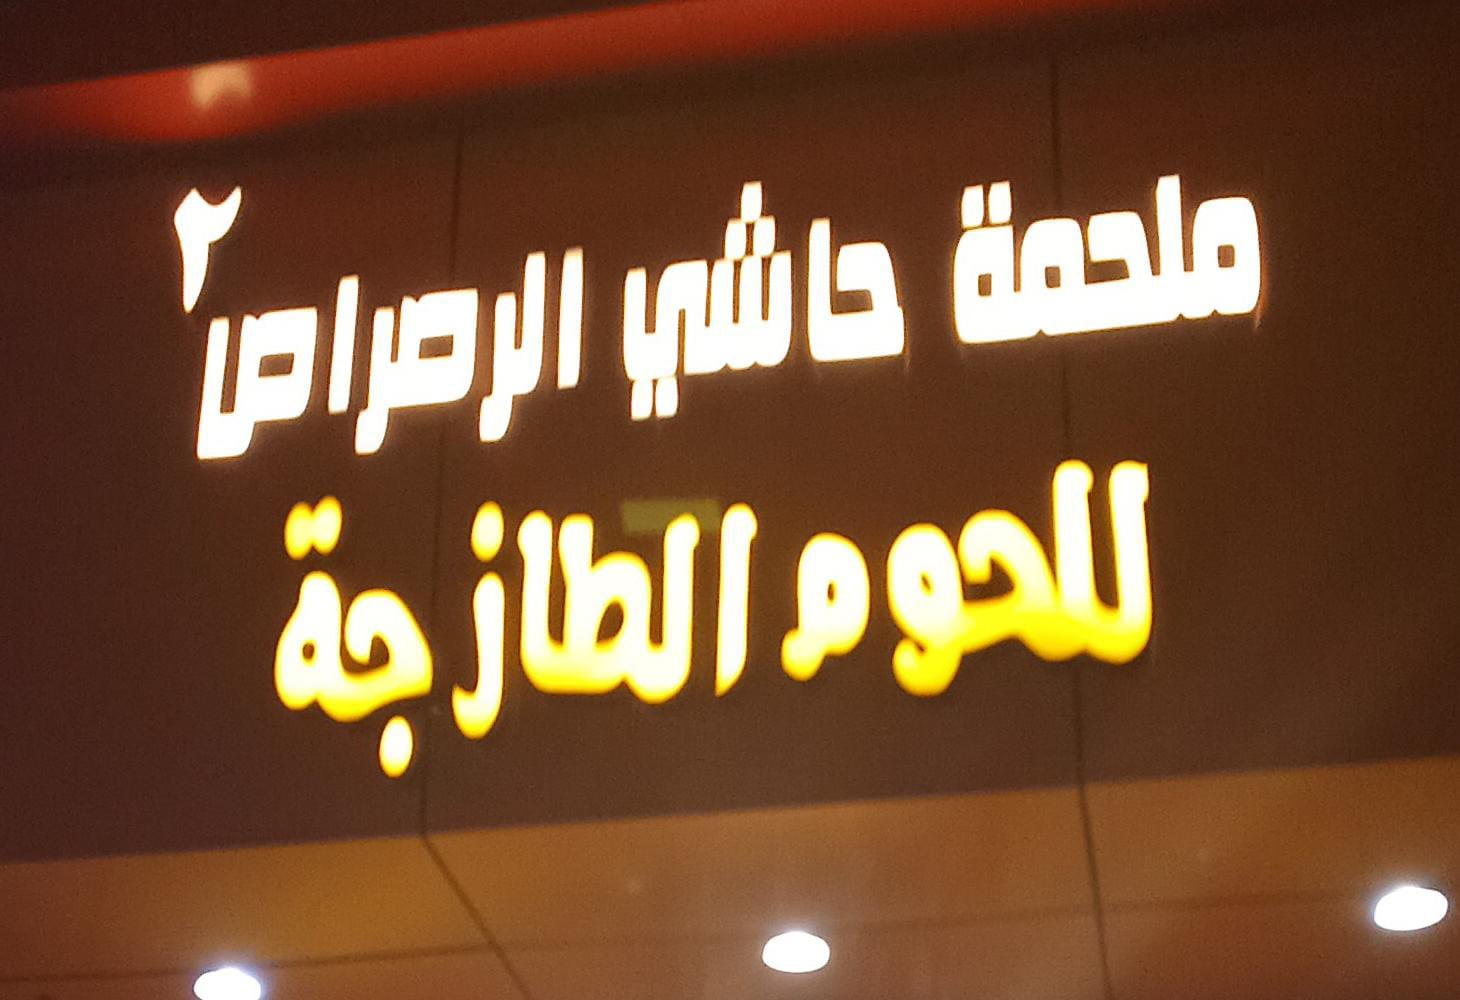 ملحمة حاشي الرصراص ٢
للحوم الطازجة